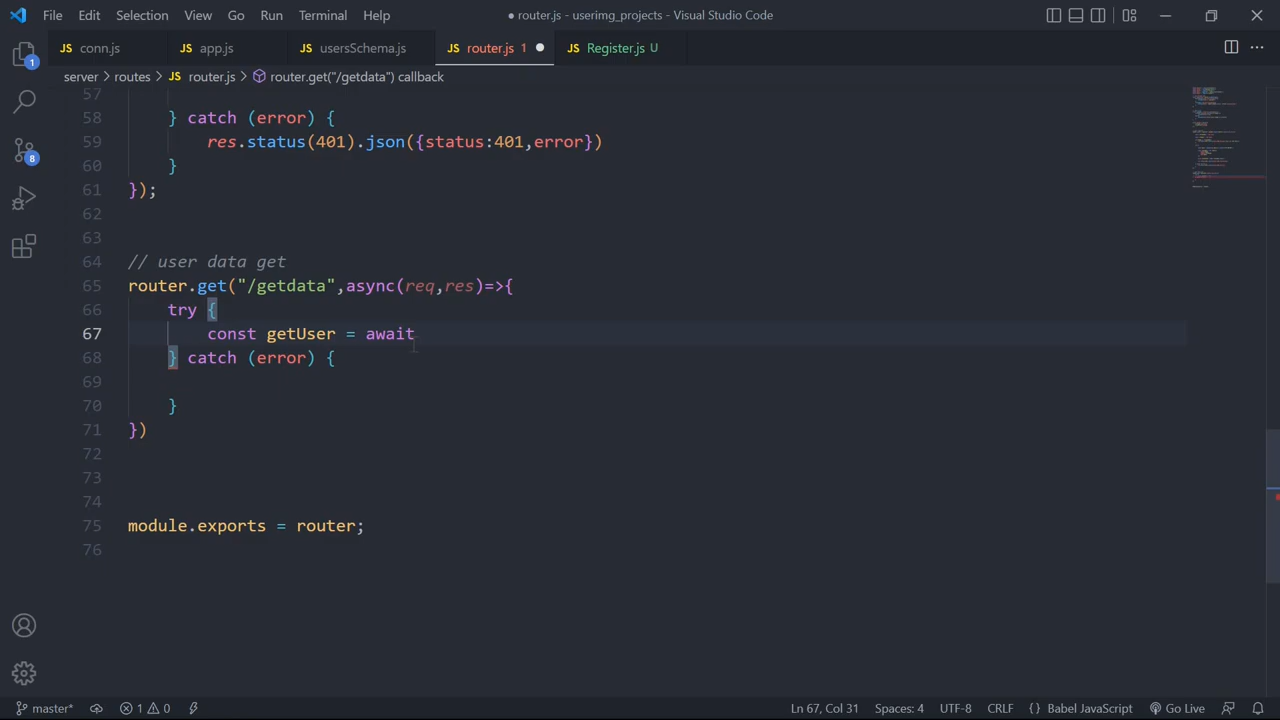 File Edit Selection View Go Run Terminal Help ● router.js - userimg_projects - Visual Studio Code
JS conn.js JS app.js JS usersSchema.js JS router.js 1 ● JS Register.js U
server > routes > JS router.js > router.get("/getdata") callback
57
58 } catch (error) {
59 res.status(401).json({status:401,error})
60 }
61 });
62
63
64 // user data get
65 router.get("/getdata",async(req,res)=>{
66 try {
67 const getUser = await
68 } catch (error) {
69
70 }
71 })
72
73
74
75 module.exports = router;
76
1
8
master* 1 0 Ln 67, Col 31 Spaces: 4 UTF-8 CRLF {} Babel JavaScript Go Live